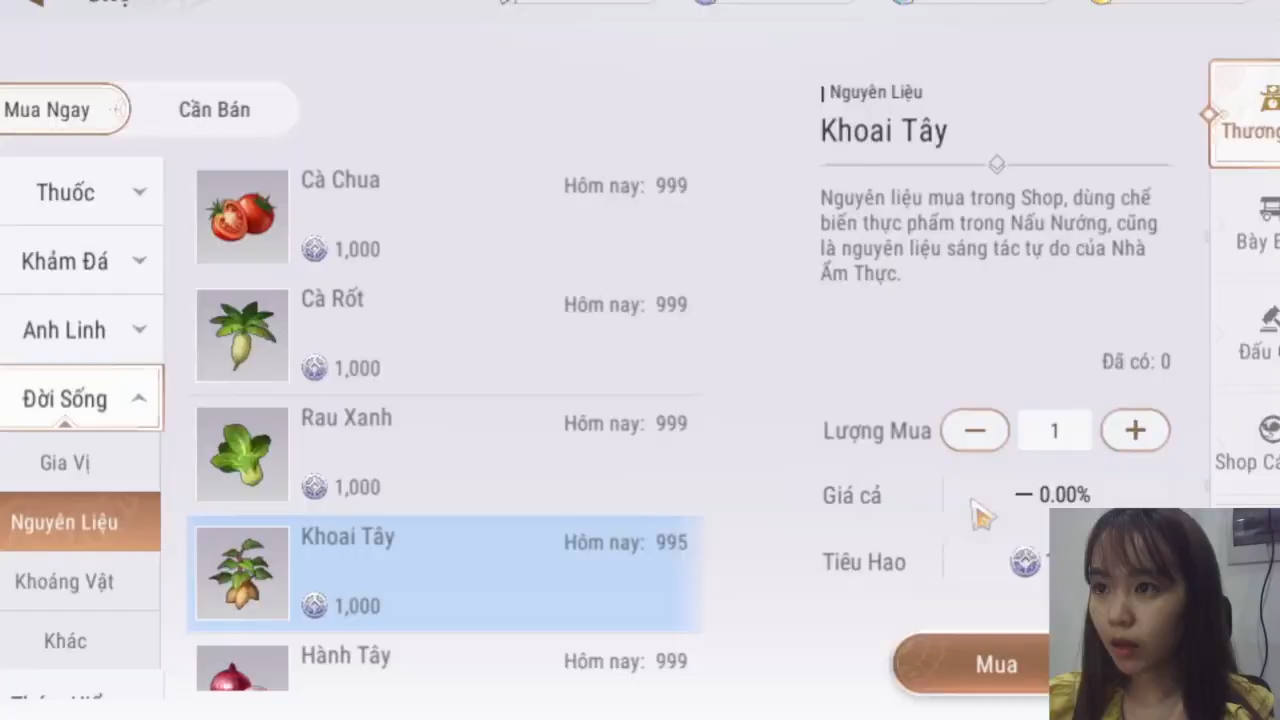 Mua Ngay
Cần Bán
Thuốc
Khảm Đá
Anh Linh
Đời Sống
Gia Vị
Nguyên Liệu
Khoáng Vật
Khác
Cà Chua
Hôm nay: 999
1,000
Cà Rốt
Hôm nay: 999
1,000
Rau Xanh
Hôm nay: 999
1,000
Khoai Tây
Hôm nay: 995
1,000
Hành Tây
Hôm nay: 999
Nguyên Liệu
Khoai Tây
Nguyên liệu mua trong Shop, dùng chế
biến thực phẩm trong Nấu Nướng, cũng
là nguyên liệu sáng tác tự do của Nhà
Ẩm Thực.
Đã có: 0
Lượng Mua
1
Giá cả
— 0.00%
Tiêu Hao
Mua
Thương
Bày
Đấu
Shop